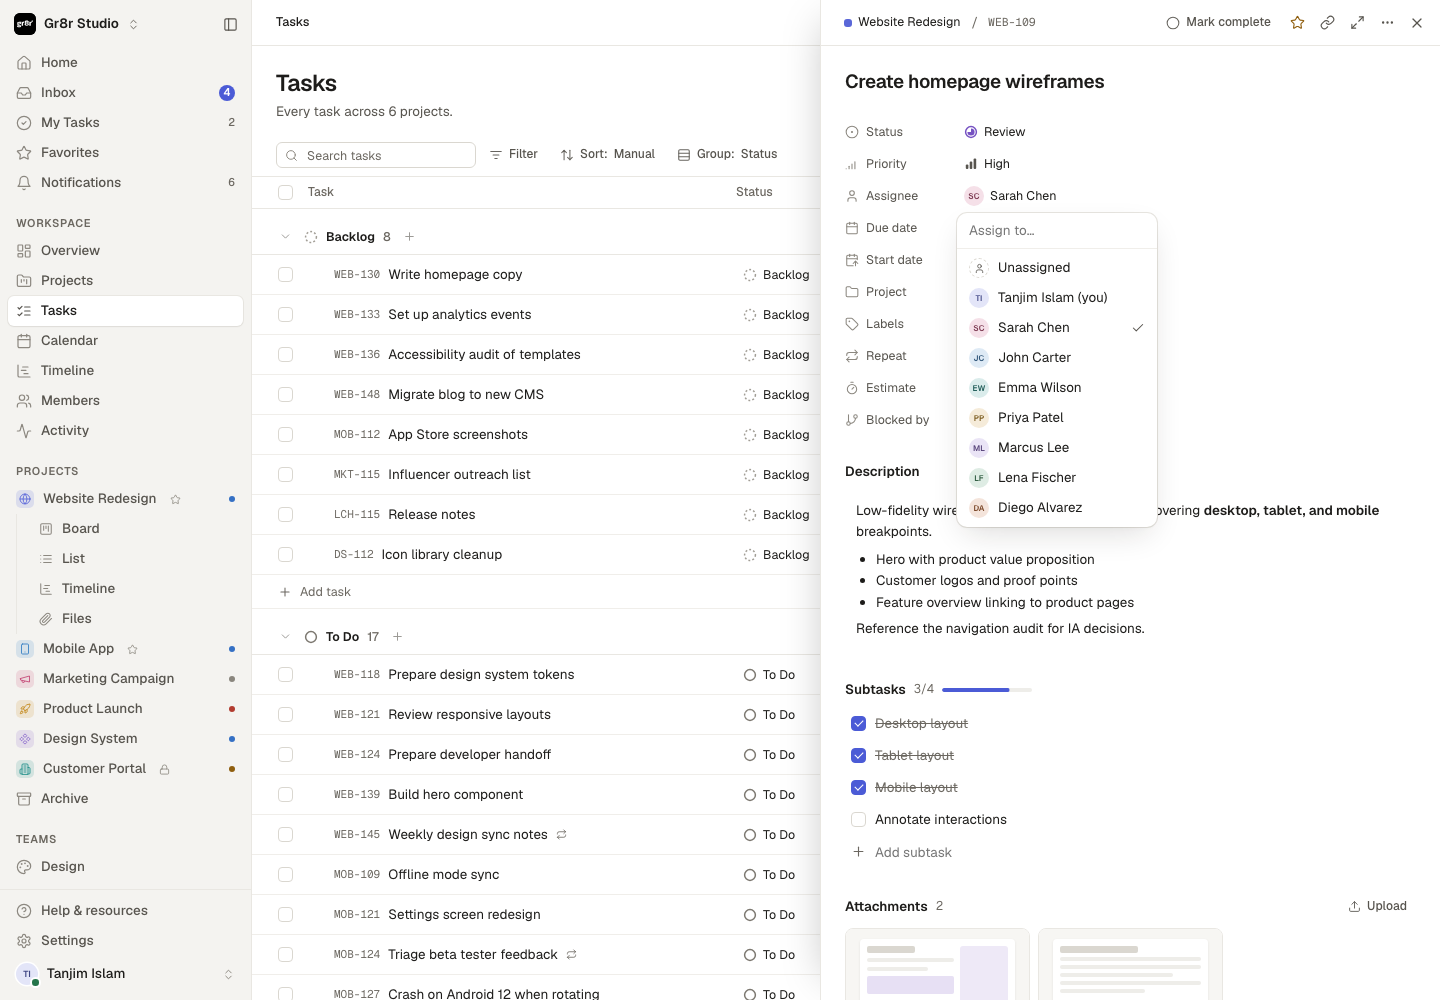 gr8r Gr8r Studio
Home
Inbox 4
My Tasks 2
Favorites
Notifications 6
WORKSPACE
Overview
Projects
Tasks
Calendar
Timeline
Members
Activity
PROJECTS
Website Redesign
Board
List
Timeline
Files
Mobile App
Marketing Campaign
Product Launch
Design System
Customer Portal
Archive
TEAMS
Design
Help & resources
Settings
TI Tanjim Islam
Tasks
Tasks
Every task across 6 projects.
Search tasks Filter Sort: Manual Group: Status
Task Status
Backlog 8
WEB-130 Write homepage copy Backlog
WEB-133 Set up analytics events Backlog
WEB-136 Accessibility audit of templates Backlog
WEB-148 Migrate blog to new CMS Backlog
MOB-112 App Store screenshots Backlog
MKT-115 Influencer outreach list Backlog
LCH-115 Release notes Backlog
DS-112 Icon library cleanup Backlog
Add task
To Do 17
WEB-118 Prepare design system tokens To Do
WEB-121 Review responsive layouts To Do
WEB-124 Prepare developer handoff To Do
WEB-139 Build hero component To Do
WEB-145 Weekly design sync notes To Do
MOB-109 Offline mode sync To Do
MOB-121 Settings screen redesign To Do
MOB-124 Triage beta tester feedback To Do
MOB-127 Crash on Android 12 when rotating To Do
Website Redesign / WEB-109 Mark complete
Create homepage wireframes
Status Review
Priority High
Assignee SC Sarah Chen
Due date
Start date
Project
Labels
Repeat
Estimate
Blocked by
Assign to…
Unassigned
TI Tanjim Islam (you)
SC Sarah Chen
JC John Carter
EW Emma Wilson
PP Priya Patel
ML Marcus Lee
LF Lena Fischer
DA Diego Alvarez
Description
Low-fidelity wire overing desktop, tablet, and mobile
breakpoints.
• Hero with product value proposition
• Customer logos and proof points
• Feature overview linking to product pages
Reference the navigation audit for IA decisions.
Subtasks 3/4
Desktop layout
Tablet layout
Mobile layout
Annotate interactions
Add subtask
Attachments 2 Upload